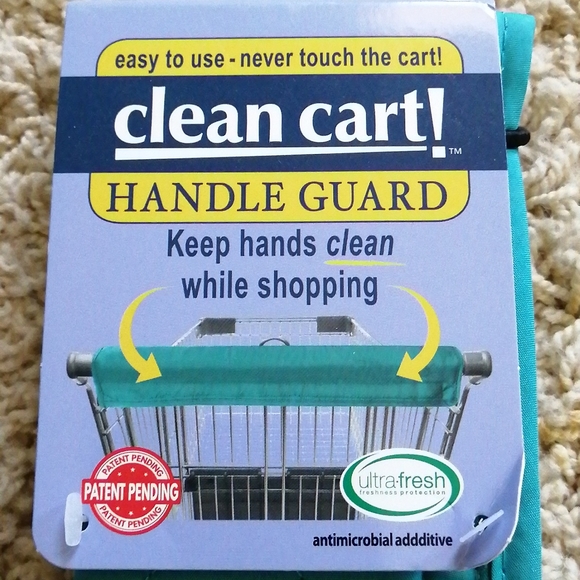 easy to use - never touch the cart!
clean cart!™
HANDLE GUARD
Keep hands clean
while shopping
PATENT PENDING
PATENT PENDING
PATENT PENDING
ultra-fresh
freshness protection
antimicrobial addditive